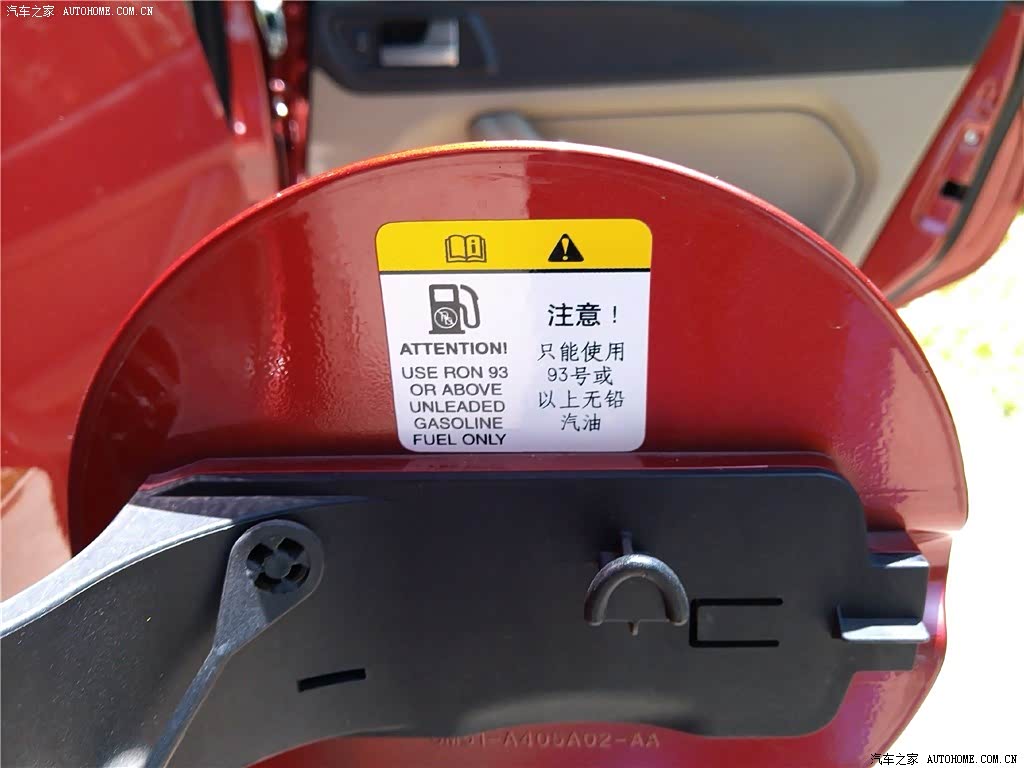 汽车之家 AUTOHOME.COM.CN
ATTENTION!
USE RON 93
OR ABOVE
UNLEADED
GASOLINE
FUEL ONLY
注意！
只能使用
93号或
以上无铅
汽油
A405A02-AA
汽车之家 AUTOHOME.COM.CN